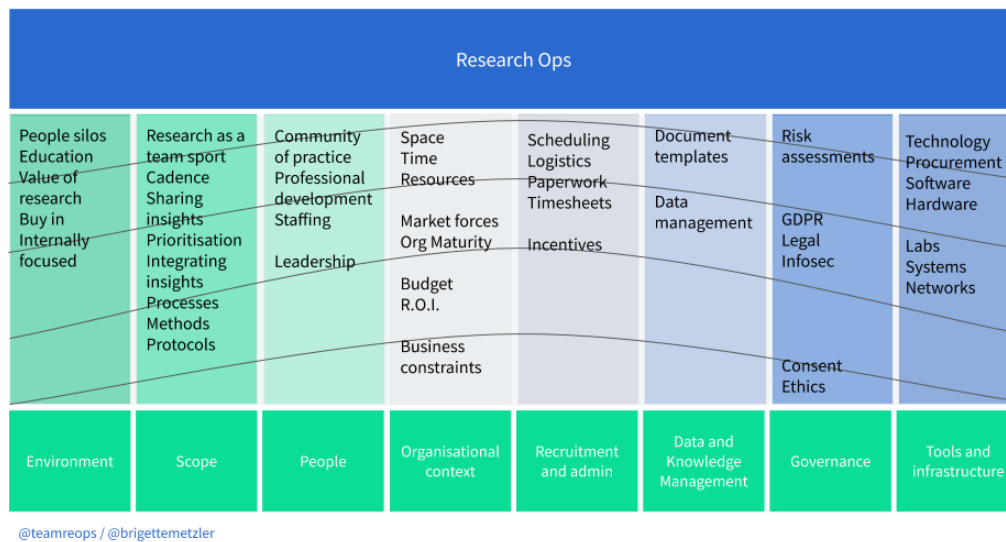 Research Ops
People silos
Education
Value of
research
Buy in
Internally
focused
Research as a
team sport
Cadence
Sharing
insights
Prioritisation
Integrating
insights
Processes
Methods
Protocols
Community
of practice
Professional
development
Staffing
Leadership
Space
Time
Resources
Market forces
Org Maturity
Budget
R.O.I.
Business
constraints
Scheduling
Logistics
Paperwork
Timesheets
Incentives
Document
templates
Data
management
Risk
assessments
GDPR
Legal
Infosec
Consent
Ethics
Technology
Procurement
Software
Hardware
Labs
Systems
Networks
Environment
Scope
People
Organisational
context
Recruitment
and admin
Data and
Knowledge
Management
Governance
Tools and
infrastructure
@teamreops / @brigettemetzler